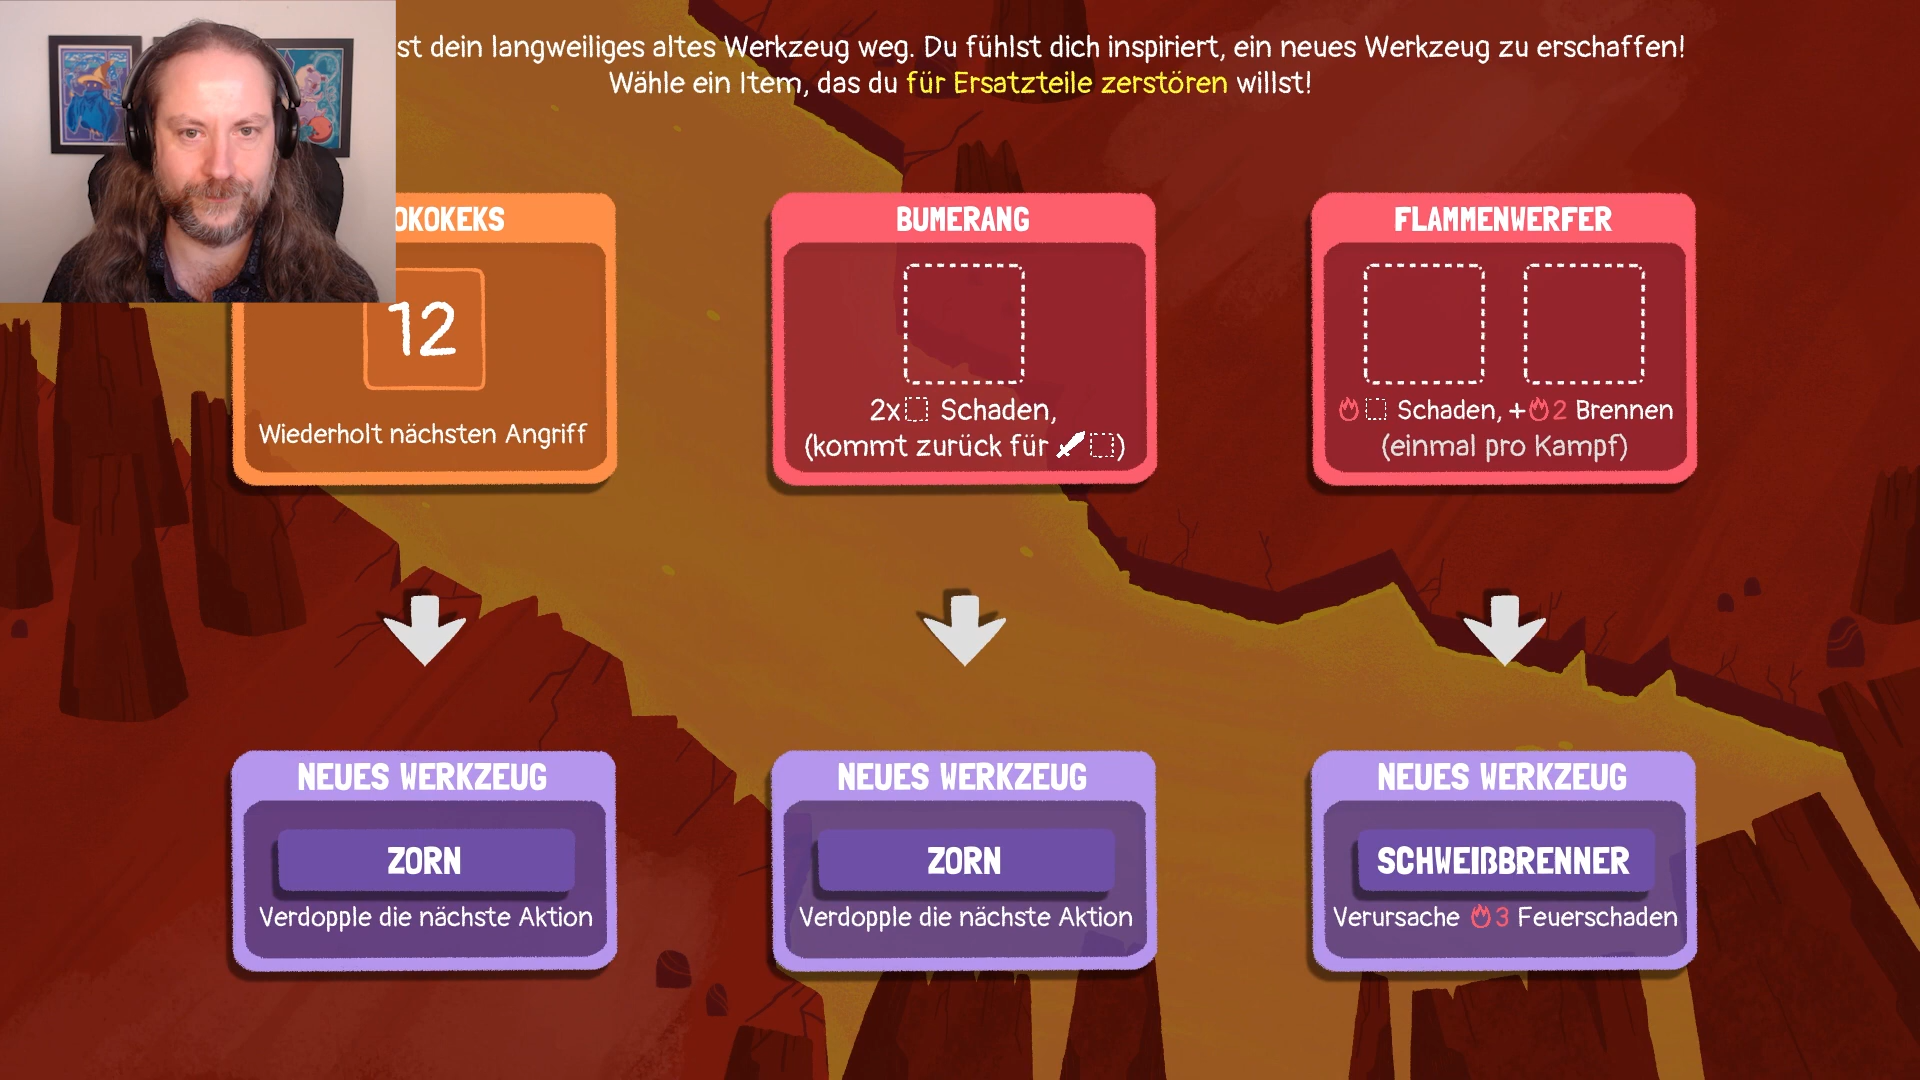 st dein langweiliges altes Werkzeug weg. Du fühlst dich inspiriert, ein neues Werkzeug zu erschaffen!
Wähle ein Item, das du für Ersatzteile zerstören willst!
OKOKEKS
12
Wiederholt nächsten Angriff
BUMERANG
2x Schaden,
(kommt zurück für )
FLAMMENWERFER
Schaden, + 2 Brennen
(einmal pro Kampf)
NEUES WERKZEUG
ZORN
Verdopple die nächste Aktion
NEUES WERKZEUG
ZORN
Verdopple die nächste Aktion
NEUES WERKZEUG
SCHWEIẞBRENNER
Verursache 3 Feuerschaden